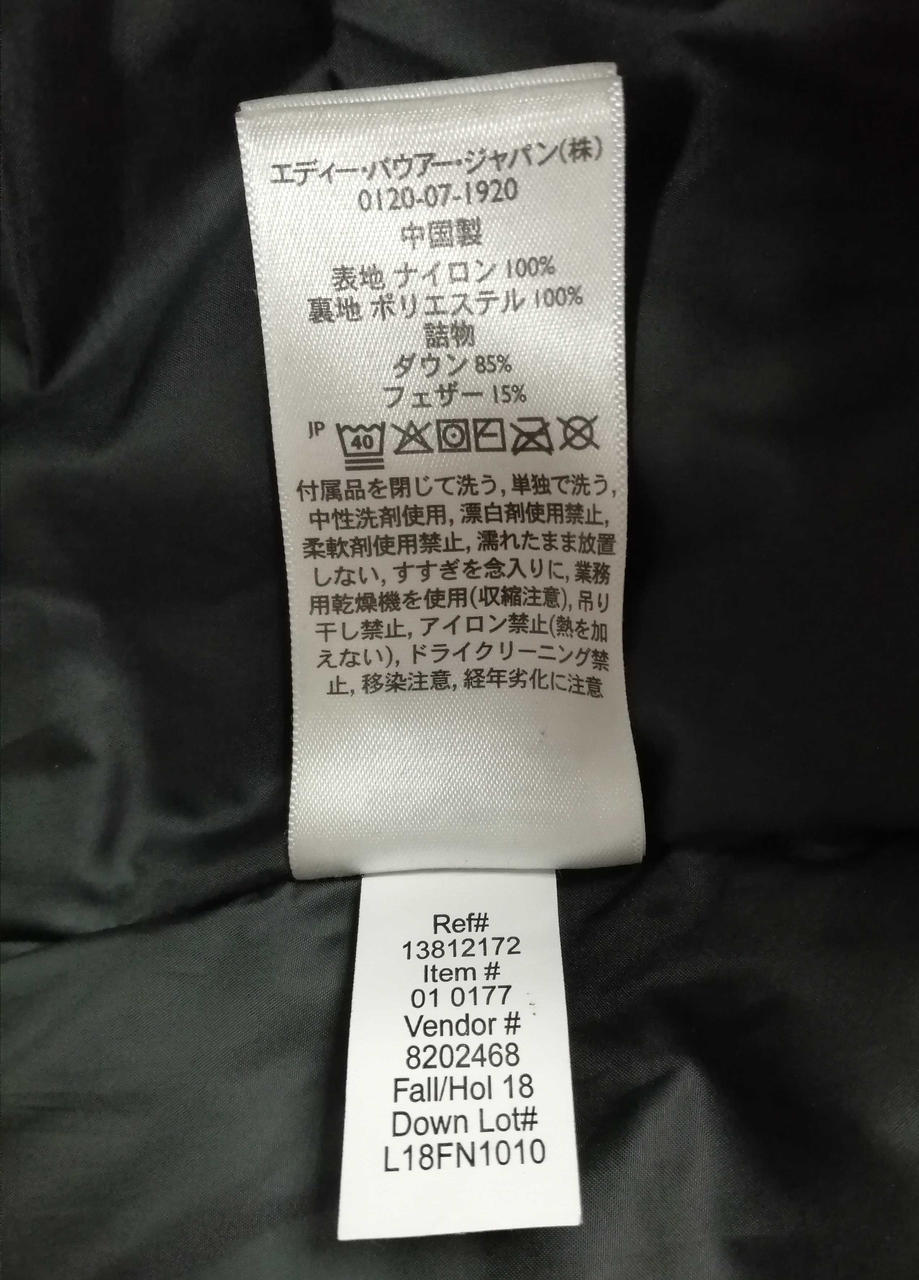 エディー・バウアー・ジャパン(株)
0120-07-1920
中国製
表地 ナイロン 100%
裏地 ポリエステル 100%
詰物
ダウン 85%
フェザー 15%
JP 40
付属品を閉じて洗う, 単独で洗う,
中性洗剤使用, 漂白剤使用禁止,
柔軟剤使用禁止, 濡れたまま放置
しない, すすぎを念入りに, 業務
用乾燥機を使用(収縮注意), 吊り
干し禁止, アイロン禁止(熱を加
えない), ドライクリーニング禁
止, 移染注意, 経年劣化に注意
Ref#
13812172
Item #
01 0177
Vendor #
8202468
Fall/Hol 18
Down Lot#
L18FN1010